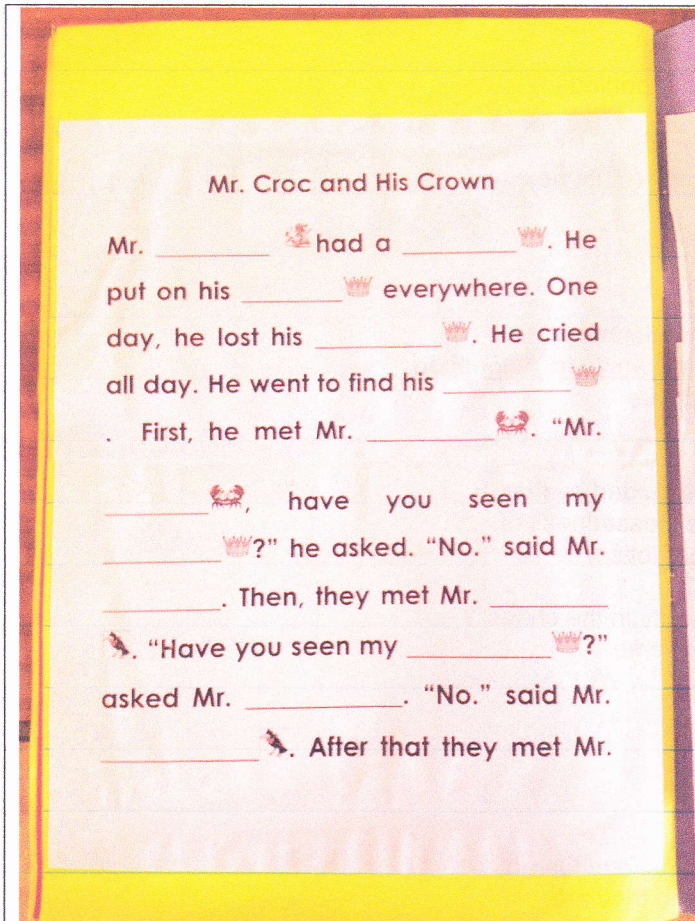 Mr. Croc and His Crown
Mr. _________ had a _________. He
put on his ________ everywhere. One
day, he lost his __________. He cried
all day. He went to find his __________
. First, he met Mr. __________. “Mr.
________, have you seen my
_________?” he asked. “No.” said Mr.
_________. Then, they met Mr. _________
. “Have you seen my ___________?”
asked Mr. ____________. “No.” said Mr.
____________. After that they met Mr.